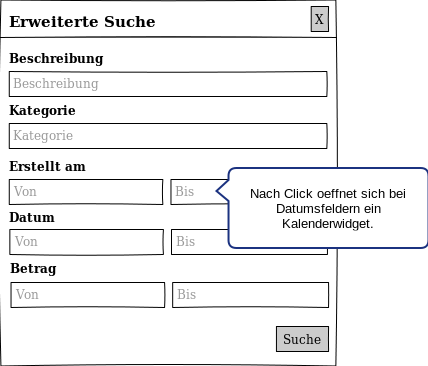 Erweiterte Suche X
Beschreibung
Beschreibung
Kategorie
Kategorie
Erstellt am
Von Bis
Nach Click oeffnet sich bei
Datumsfeldern ein
Kalenderwidget.
Datum
Von Bis
Betrag
Von Bis
Suche